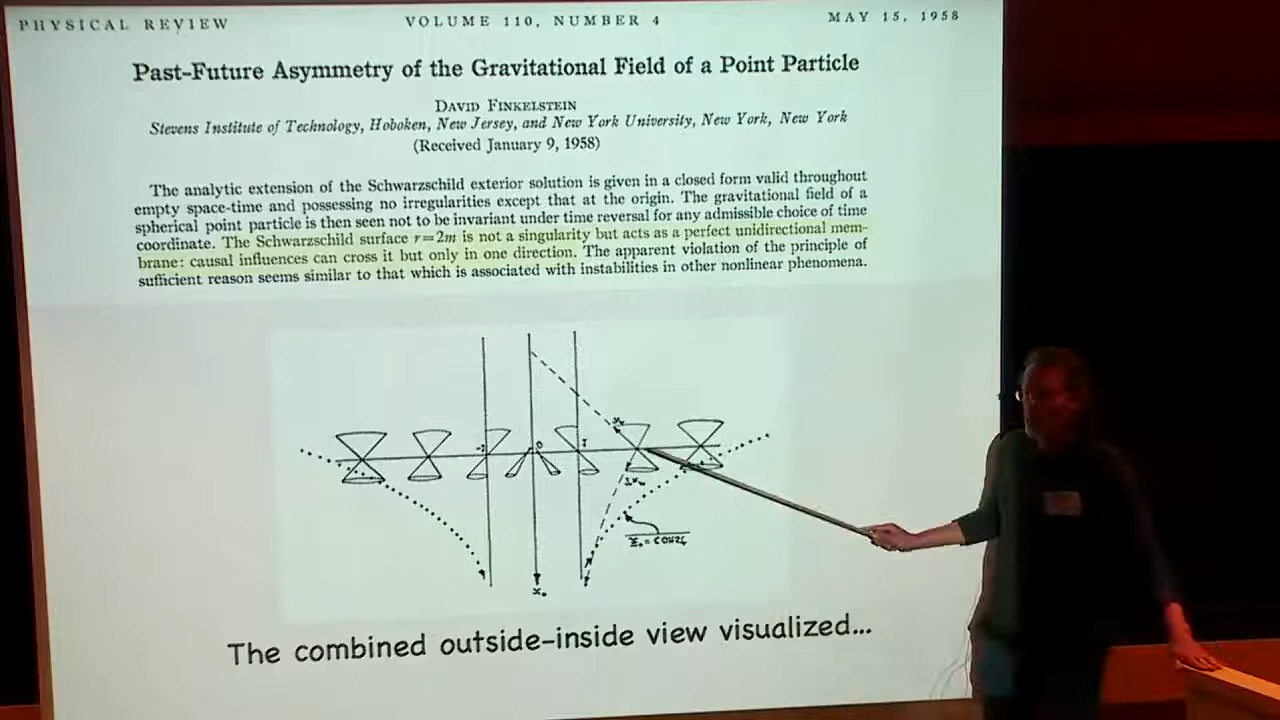 PHYSICAL REVIEW VOLUME 110, NUMBER 4 MAY 15, 1958
Past-Future Asymmetry of the Gravitational Field of a Point Particle
DAVID FINKELSTEIN
Stevens Institute of Technology, Hoboken, New Jersey, and New York University, New York, New York
(Received January 9, 1958)
The analytic extension of the Schwarzschild exterior solution is given in a closed form valid throughout
empty space-time and possessing no irregularities except that at the origin. The gravitational field of a
spherical point particle is then seen not to be invariant under time reversal for any admissible choice of time
coordinate. The Schwarzschild surface r=2m is not a singularity but acts as a perfect unidirectional mem-
brane: causal influences can cross it but only in one direction. The apparent violation of the principle of
sufficient reason seems similar to that which is associated with instabilities in other nonlinear phenomena.
The combined outside-inside view visualized...